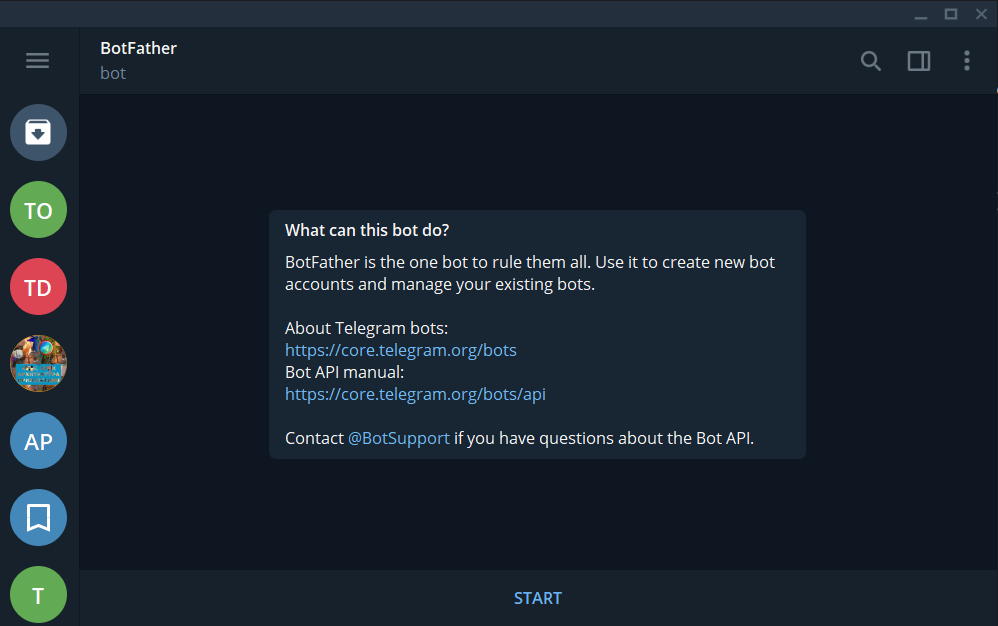 BotFather
bot
TO
TD
AP
T
What can this bot do?
BotFather is the one bot to rule them all. Use it to create new bot
accounts and manage your existing bots.
About Telegram bots:
https://core.telegram.org/bots
Bot API manual:
https://core.telegram.org/bots/api
Contact @BotSupport if you have questions about the Bot API.
START